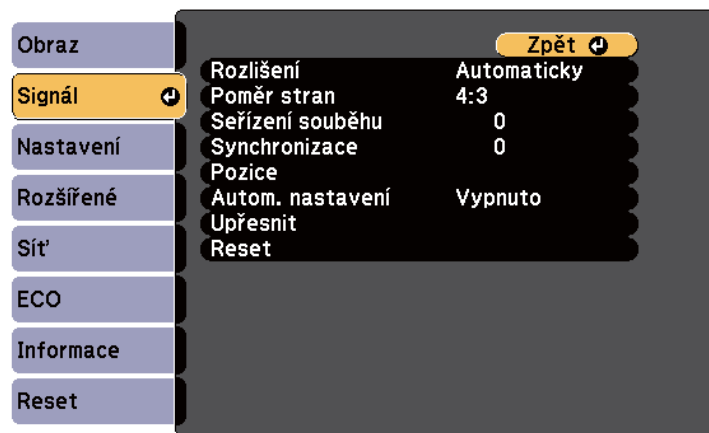 Obraz
Signál
Nastavení
Rozšířené
Síť
ECO
Informace
Reset
Zpět
Rozlišení Automaticky
Poměr stran 4:3
Seřízení souběhu 0
Synchronizace 0
Pozice
Autom. nastavení Vypnuto
Upřesnit
Reset